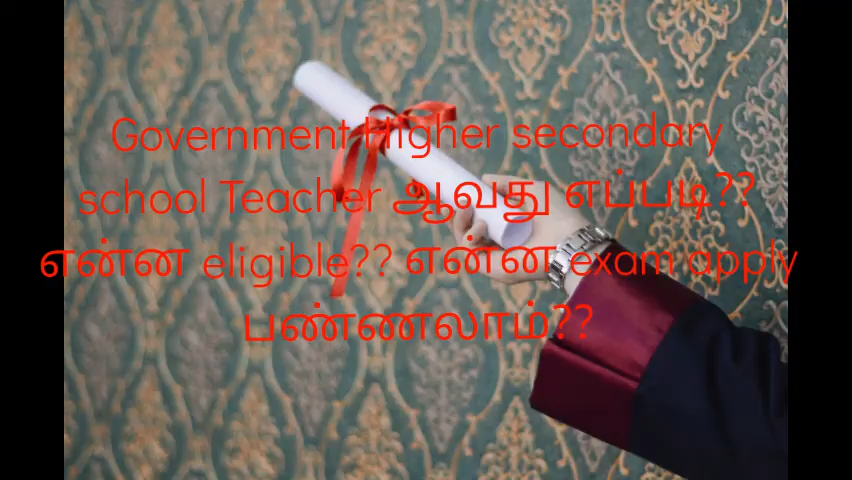 Government Higher secondary
school Teacher ஆவது எப்படி??
என்ன eligible?? என்ன exam apply
பண்ணலாம்??